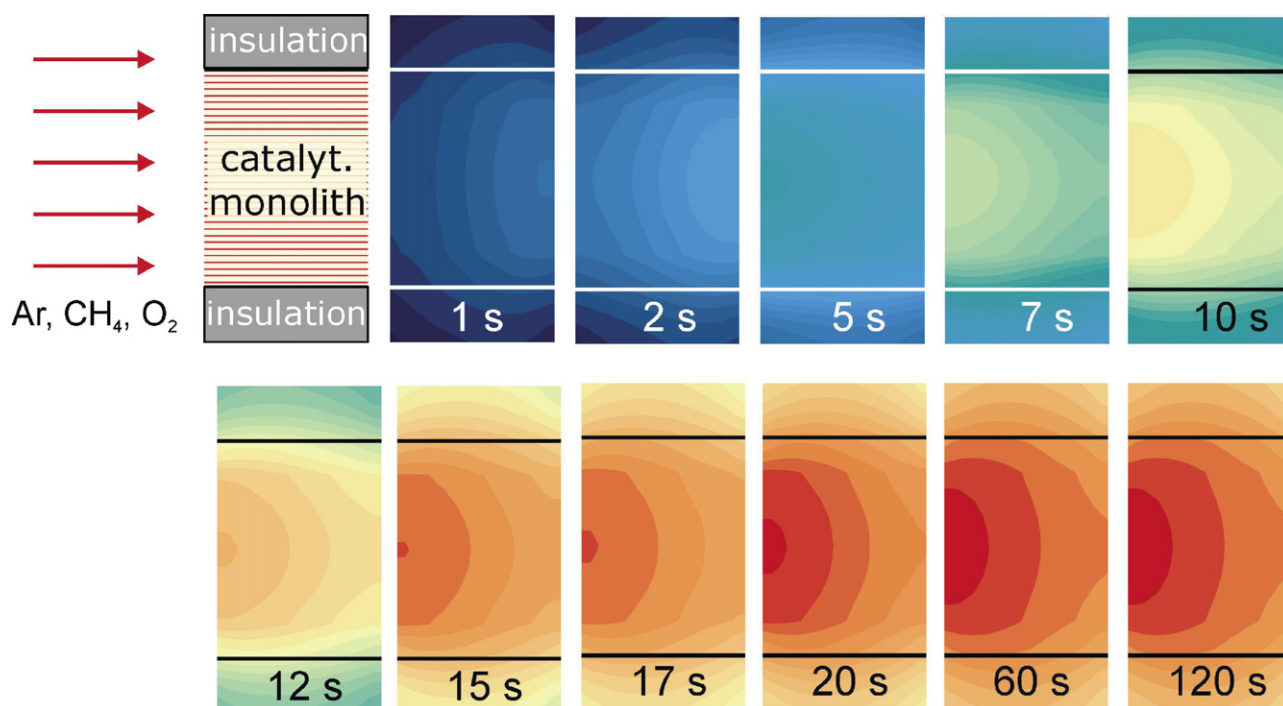 insulation
catalyt.
monolith
insulation
Ar, CH₄, O₂
1 s
2 s
5 s
7 s
10 s
12 s
15 s
17 s
20 s
60 s
120 s